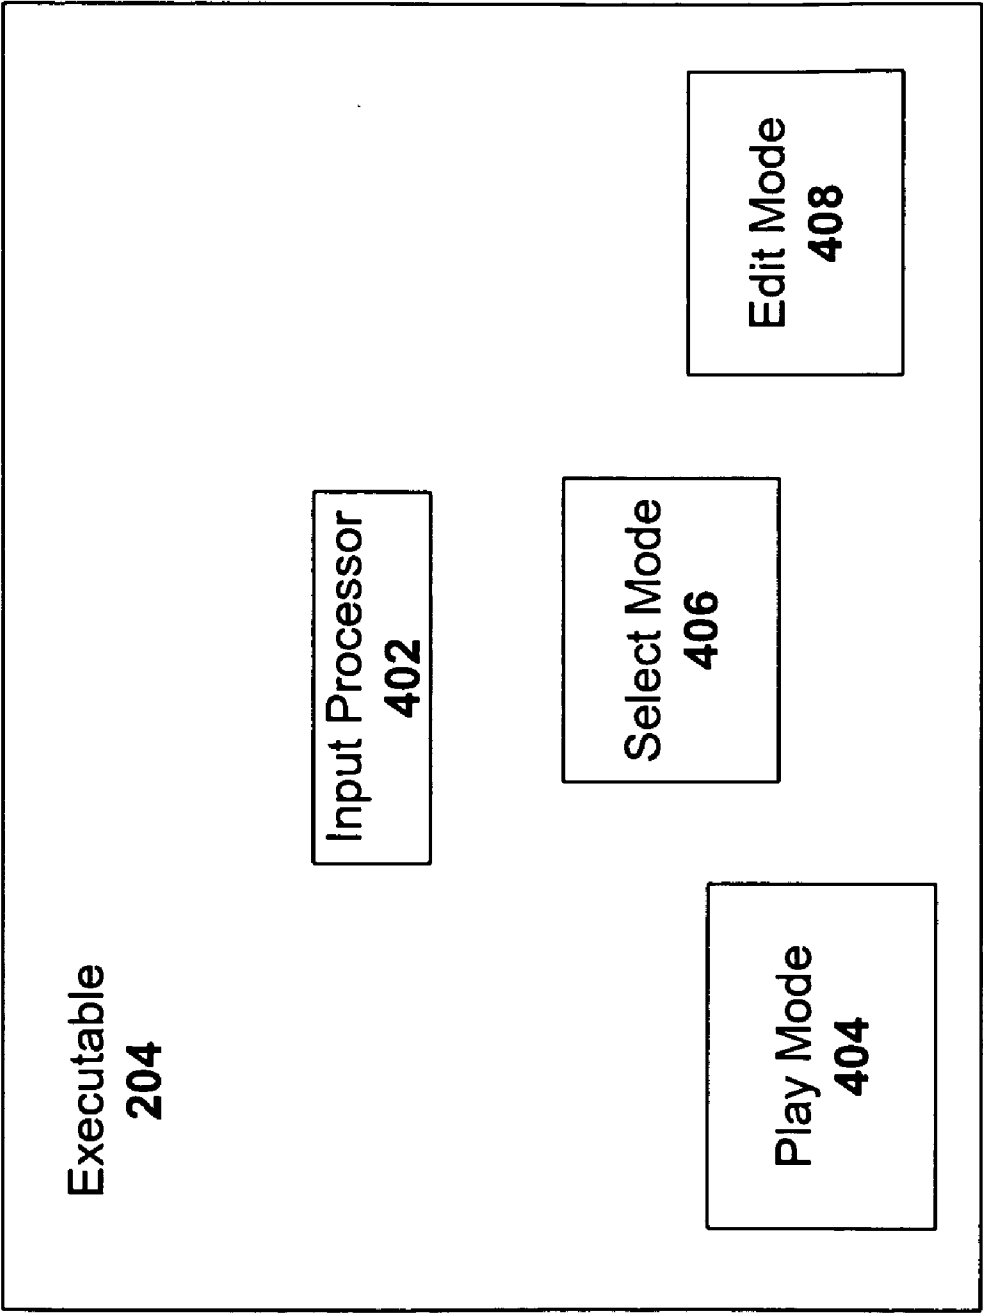 Executable
204
Input Processor
402
Select Mode
406
Play Mode
404
Edit Mode
408